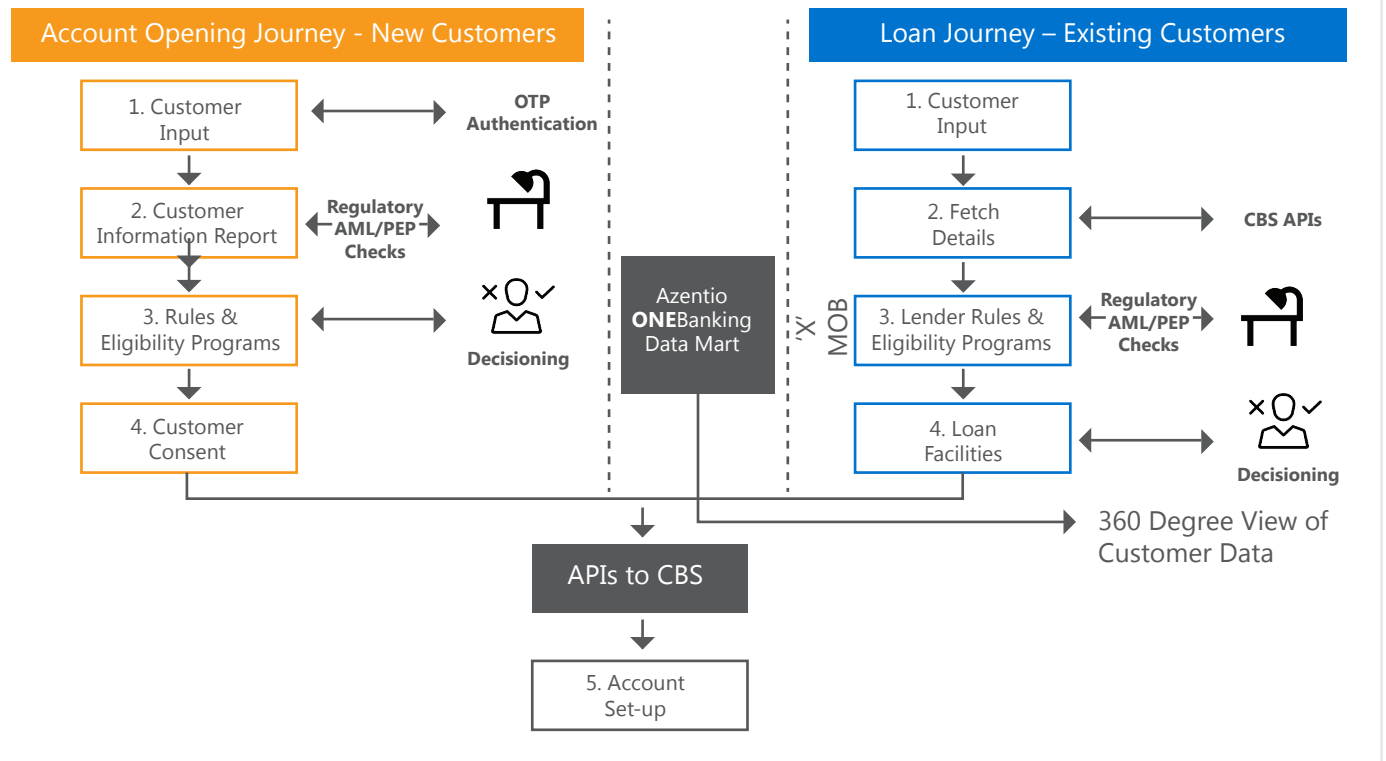 Account Opening Journey - New Customers
1. Customer
Input
OTP
Authentication
2. Customer
Information Report
Regulatory
AML/PEP
Checks
3. Rules &
Eligibility Programs
Decisioning
4. Customer
Consent
Azentio
ONEBanking
Data Mart
Loan Journey – Existing Customers
1. Customer
Input
2. Fetch
Details
CBS APIs
'X'
MOB
3. Lender Rules &
Eligibility Programs
Regulatory
AML/PEP
Checks
4. Loan
Facilities
Decisioning
360 Degree View of
Customer Data
APIs to CBS
5. Account
Set-up